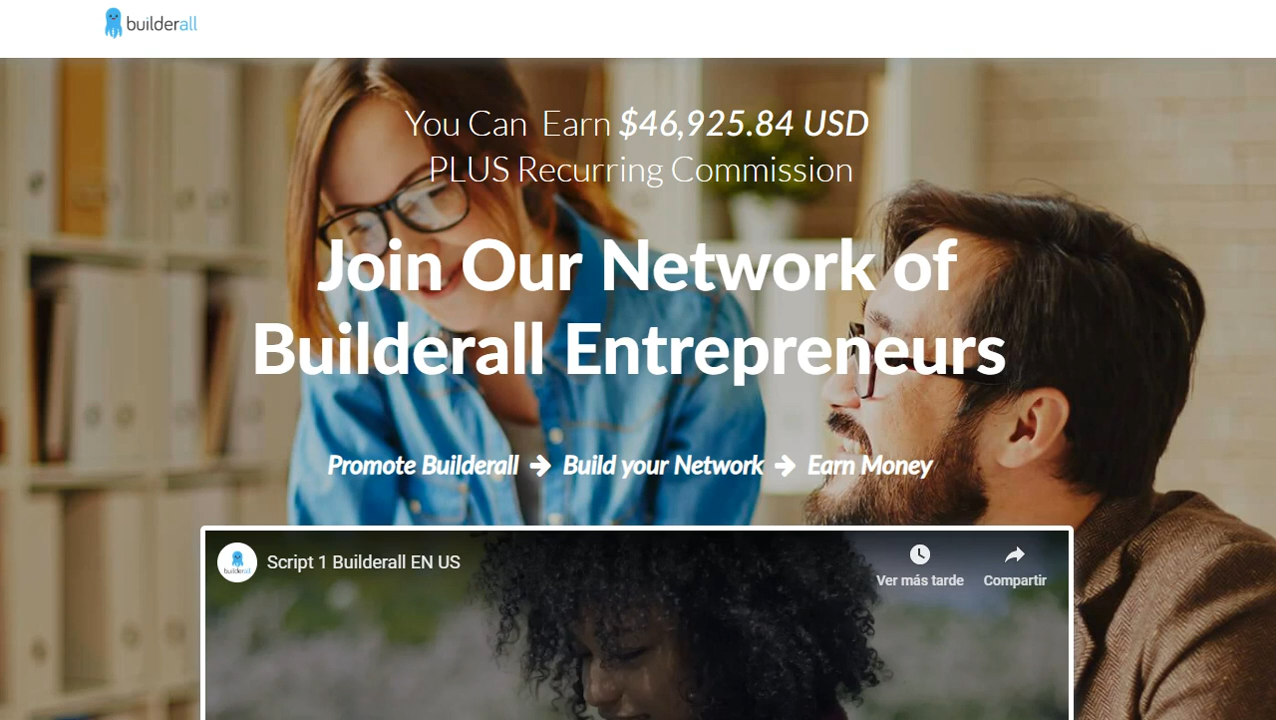 builderall
You Can Earn $46,925.84 USD
PLUS Recurring Commission
Join Our Network of
Builderall Entrepreneurs
Promote Builderall → Build your Network → Earn Money
builderall
Script 1 Builderall EN US
Ver más tarde
Compartir